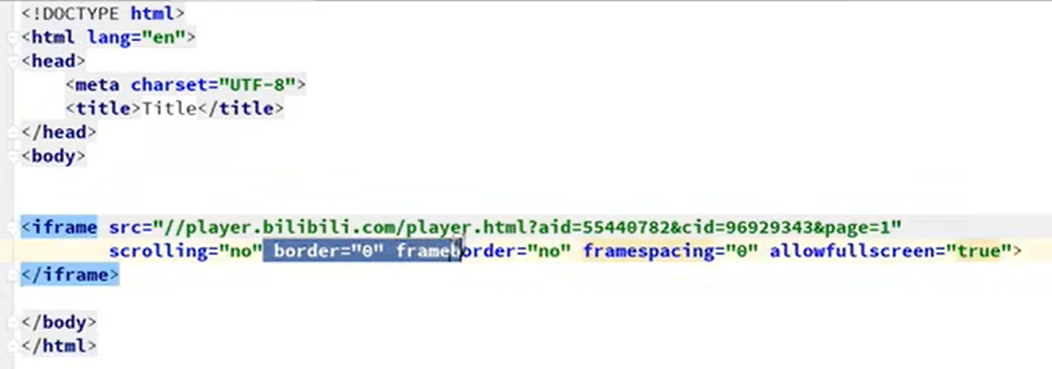 <!DOCTYPE html>
<html lang="en">
<head>
<meta charset="UTF-8">
<title>Title</title>
</head>
<body>
<iframe src="//player.bilibili.com/player.html?aid=55440782&cid=96929343&page=1"
scrolling="no" border="0" frameborder="no" framespacing="0" allowfullscreen="true">
</iframe>
</body>
</html>